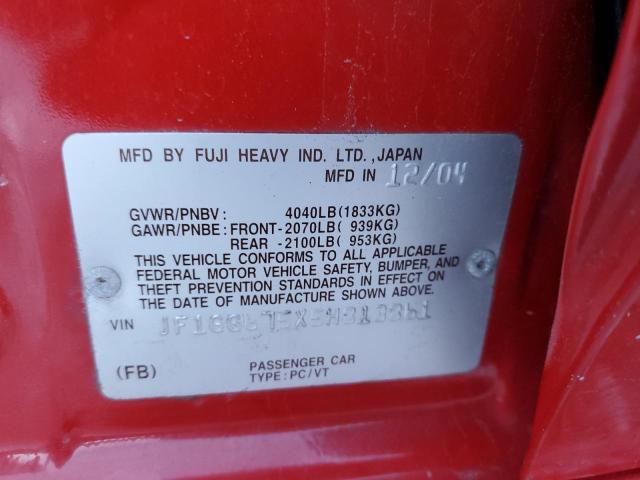 MFD BY FUJI HEAVY IND. LTD.,JAPAN
MFD IN 12/04
GVWR/PNBV: 4040LB(1833KG)
GAWR/PNBE: FRONT-2070LB( 939KG)
REAR -2100LB( 953KG)
THIS VEHICLE CONFORMS TO ALL APPLICABLE
FEDERAL MOTOR VEHICLE SAFETY, BUMPER, AND
THEFT PREVENTION STANDARDS IN EFFECT ON
THE DATE OF MANUFACTURE SHOWN ABOVE.
VIN
(FB) PASSENGER CAR
TYPE:PC/VT